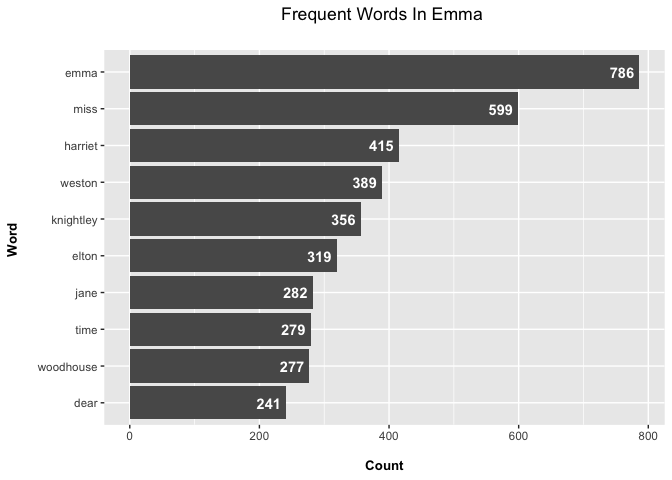 Frequent Words In Emma
Word
emma 786
miss 599
harriet 415
weston 389
knightley 356
elton 319
jane 282
time 279
woodhouse 277
dear 241
0 200 400 600 800
Count